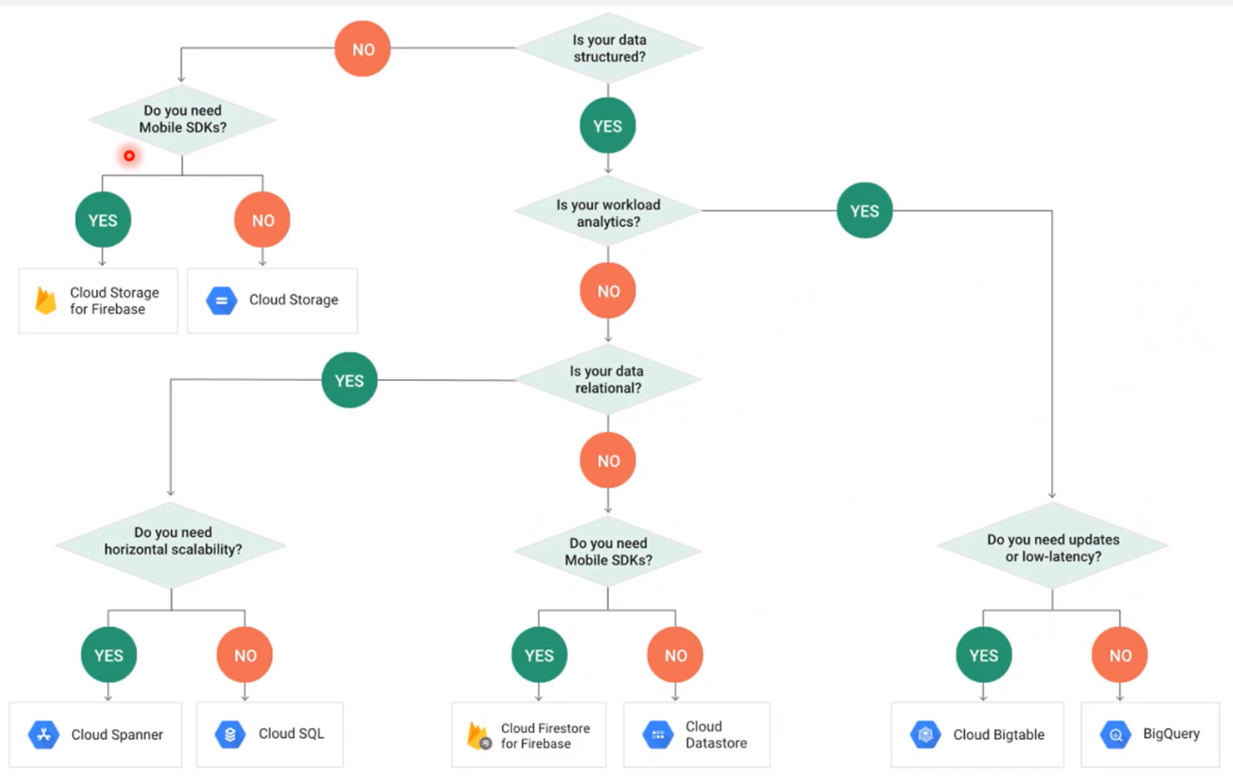 Is your data
structured?
NO
Do you need
Mobile SDKs?
YES
YES
NO
Is your workload
analytics?
YES
Cloud Storage
for Firebase
Cloud Storage
NO
Is your data
relational?
YES
NO
Do you need
horizontal scalability?
Do you need
Mobile SDKs?
Do you need updates
or low-latency?
YES
NO
YES
NO
YES
NO
Cloud Spanner
Cloud SQL
Cloud Firestore
for Firebase
Cloud
Datastore
Cloud Bigtable
BigQuery